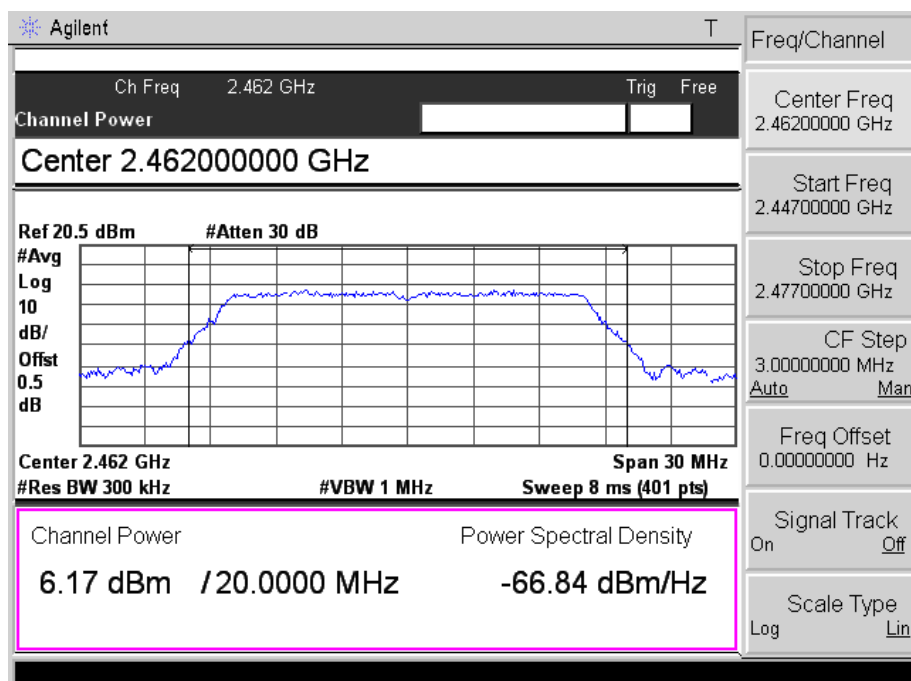 Agilent T
Freq/Channel
Ch Freq 2.462 GHz Trig Free
Channel Power
Center 2.462000000 GHz
Ref 20.5 dBm #Atten 30 dB
#Avg
Log
10
dB/
Offst
0.5
dB
Center 2.462 GHz Span 30 MHz
#Res BW 300 kHz #VBW 1 MHz Sweep 8 ms (401 pts)
Channel Power Power Spectral Density
6.17 dBm / 20.0000 MHz -66.84 dBm/Hz
Center Freq
2.46200000 GHz
Start Freq
2.44700000 GHz
Stop Freq
2.47700000 GHz
CF Step
3.00000000 MHz
Auto Man
Freq Offset
0.00000000 Hz
Signal Track
On Off
Scale Type
Log Lin